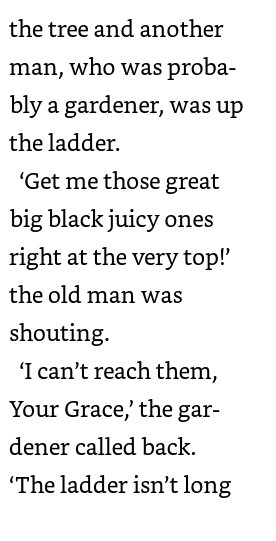 the tree and another
man, who was proba-
bly a gardener, was up
the ladder.
‘Get me those great
big black juicy ones
right at the very top!’
the old man was
shouting.
‘I can’t reach them,
Your Grace,’ the gar-
dener called back.
‘The ladder isn’t long